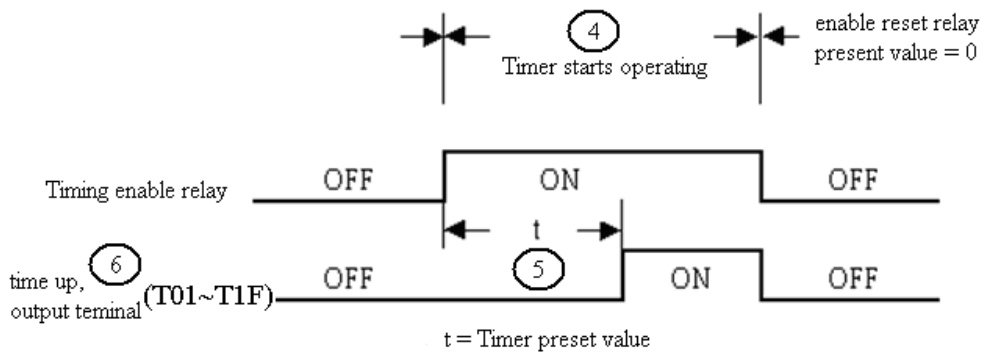 4
Timer starts operating
enable reset relay
present value = 0
Timing enable relay
OFF
ON
OFF
t
5
6
time up,
output teminal (T01~T1F)
OFF
ON
OFF
t = Timer preset value